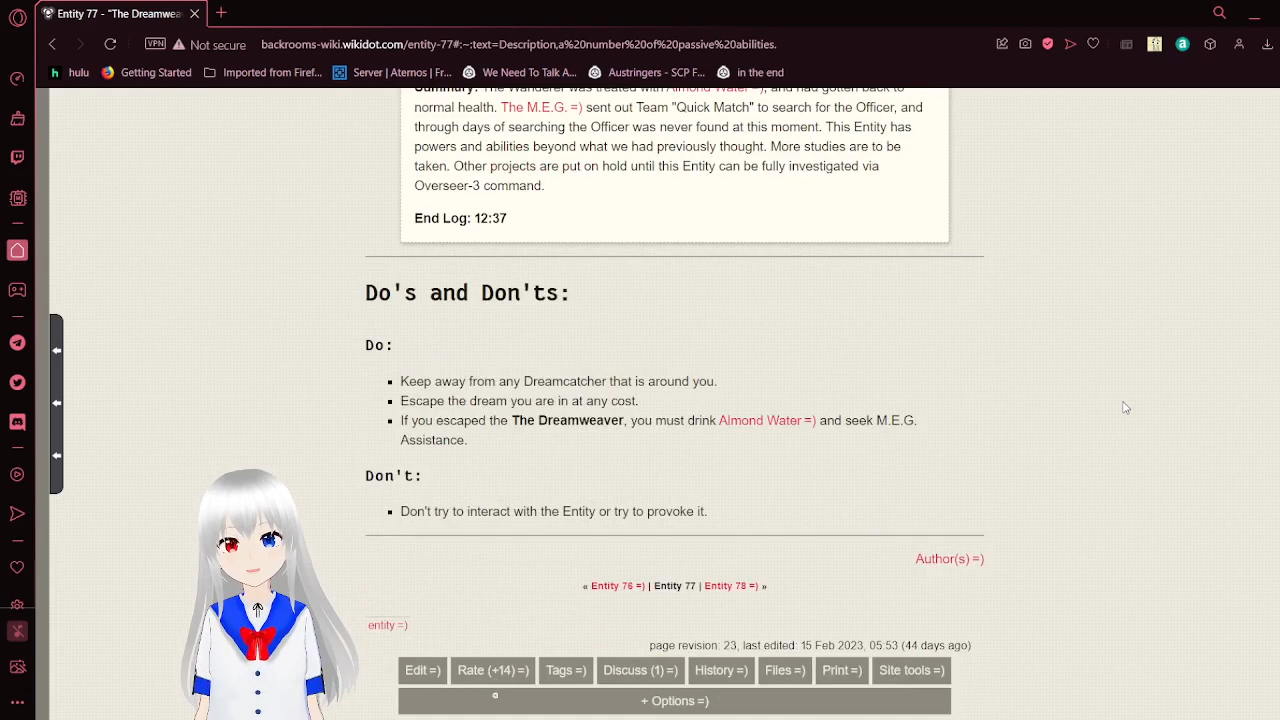 Entity 77 - "The Dreamwea
VPN Not secure backrooms-wiki.wikidot.com/entity-77#:~:text=Description,a%20number%20of%20passive%20abilities.
hulu Getting Started Imported from Firef... Server | Aternos | Fr... We Need To Talk A... Austringers - SCP F... in the end
Summary: The Wanderer was treated with Almond Water =), and had gotten back to
normal health. The M.E.G. =) sent out Team "Quick Match" to search for the Officer, and
through days of searching the Officer was never found at this moment. This Entity has
powers and abilities beyond what we had previously thought. More studies are to be
taken. Other projects are put on hold until this Entity can be fully investigated via
Overseer-3 command.
End Log: 12:37
Do's and Don'ts:
Do:
Keep away from any Dreamcatcher that is around you.
Escape the dream you are in at any cost.
If you escaped the The Dreamweaver, you must drink Almond Water =) and seek M.E.G.
Assistance.
Don't:
Don't try to interact with the Entity or try to provoke it.
Author(s) =)
« Entity 76 =) | Entity 77 | Entity 78 =) »
entity =)
page revision: 23, last edited: 15 Feb 2023, 05:53 (44 days ago)
Edit =) Rate (+14) =) Tags =) Discuss (1) =) History =) Files =) Print =) Site tools =)
+ Options =)